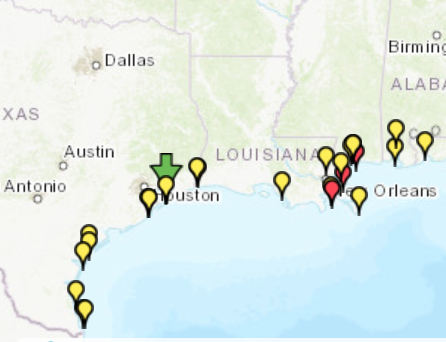 Birming
Dallas
ALABA
XAS
Austin
LOUISIANA
Antonio
ouston
Orleans